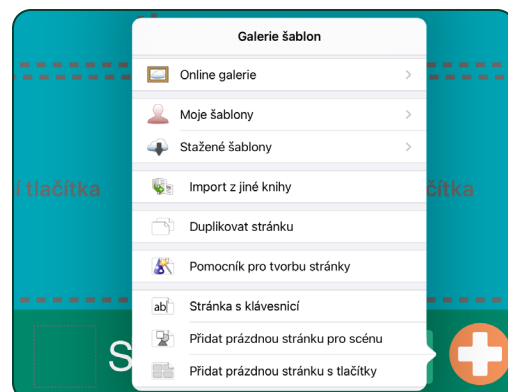 Galerie šablon
Online galerie
Moje šablony
Stažené šablony
í tlačítka
Import z jiné knihy
čítka
Duplikovat stránku
Pomocník pro tvorbu stránky
ab
Stránka s klávesnicí
S
Přidat prázdnou stránku pro scénu
Přidat prázdnou stránku s tlačítky